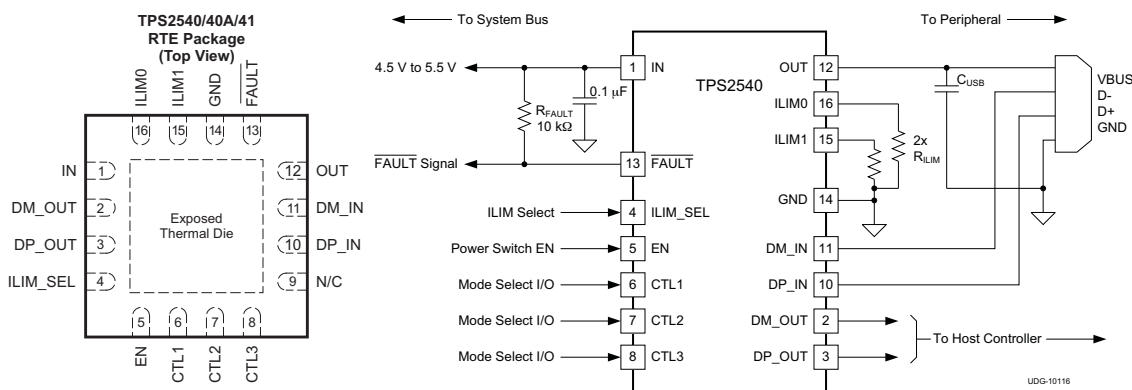 TPS2540/40A/41
RTE Package
(Top View)
ILIM0
ILIM1
GND
FAULT
16
15
14
13
IN
1
DM_OUT
2
DP_OUT
3
ILIM_SEL
4
Exposed
Thermal Die
12
OUT
11
DM_IN
10
DP_IN
9
N/C
5
6
7
8
EN
CTL1
CTL2
CTL3
To System Bus
To Peripheral
4.5 V to 5.5 V
1
IN
0.1 µF
RFAULT
10 kΩ
FAULT Signal
13
FAULT
ILIM Select
4
ILIM_SEL
Power Switch EN
5
EN
Mode Select I/O
6
CTL1
Mode Select I/O
7
CTL2
Mode Select I/O
8
CTL3
TPS2540
OUT
12
ILIM0
16
ILIM1
15
2x
RILIM
GND
14
DM_IN
11
DP_IN
10
DM_OUT
2
DP_OUT
3
CUSB
VBUS
D-
D+
GND
To Host Controller
UDG-10116